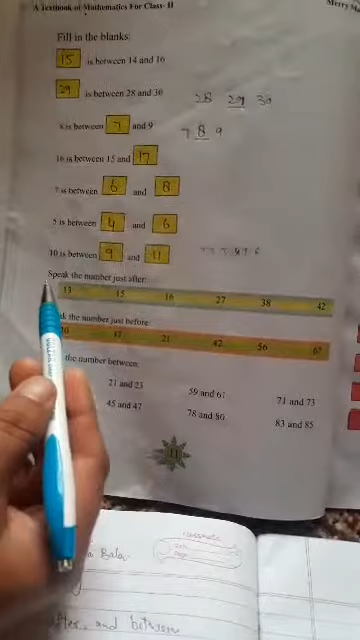 A Textbook of Mathematics For Class- II
Merry
Fill in the blanks:
15 is between 14 and 16
29 is between 28 and 30
28 29 30
8 is between 7 and 9
7 8 9
16 is between 15 and 17
7 is between 6 and 8
5 is between 4 and 6
10 is between 9 and 11
Speak the number just after:
13 15 16 27 38 42
the number just before:
21 42 56 67
the number between:
21 and 23 59 and 61 71 and 73
45 and 47 78 and 80 83 and 85
11
classmate
Date
Page
Bala
after, and between